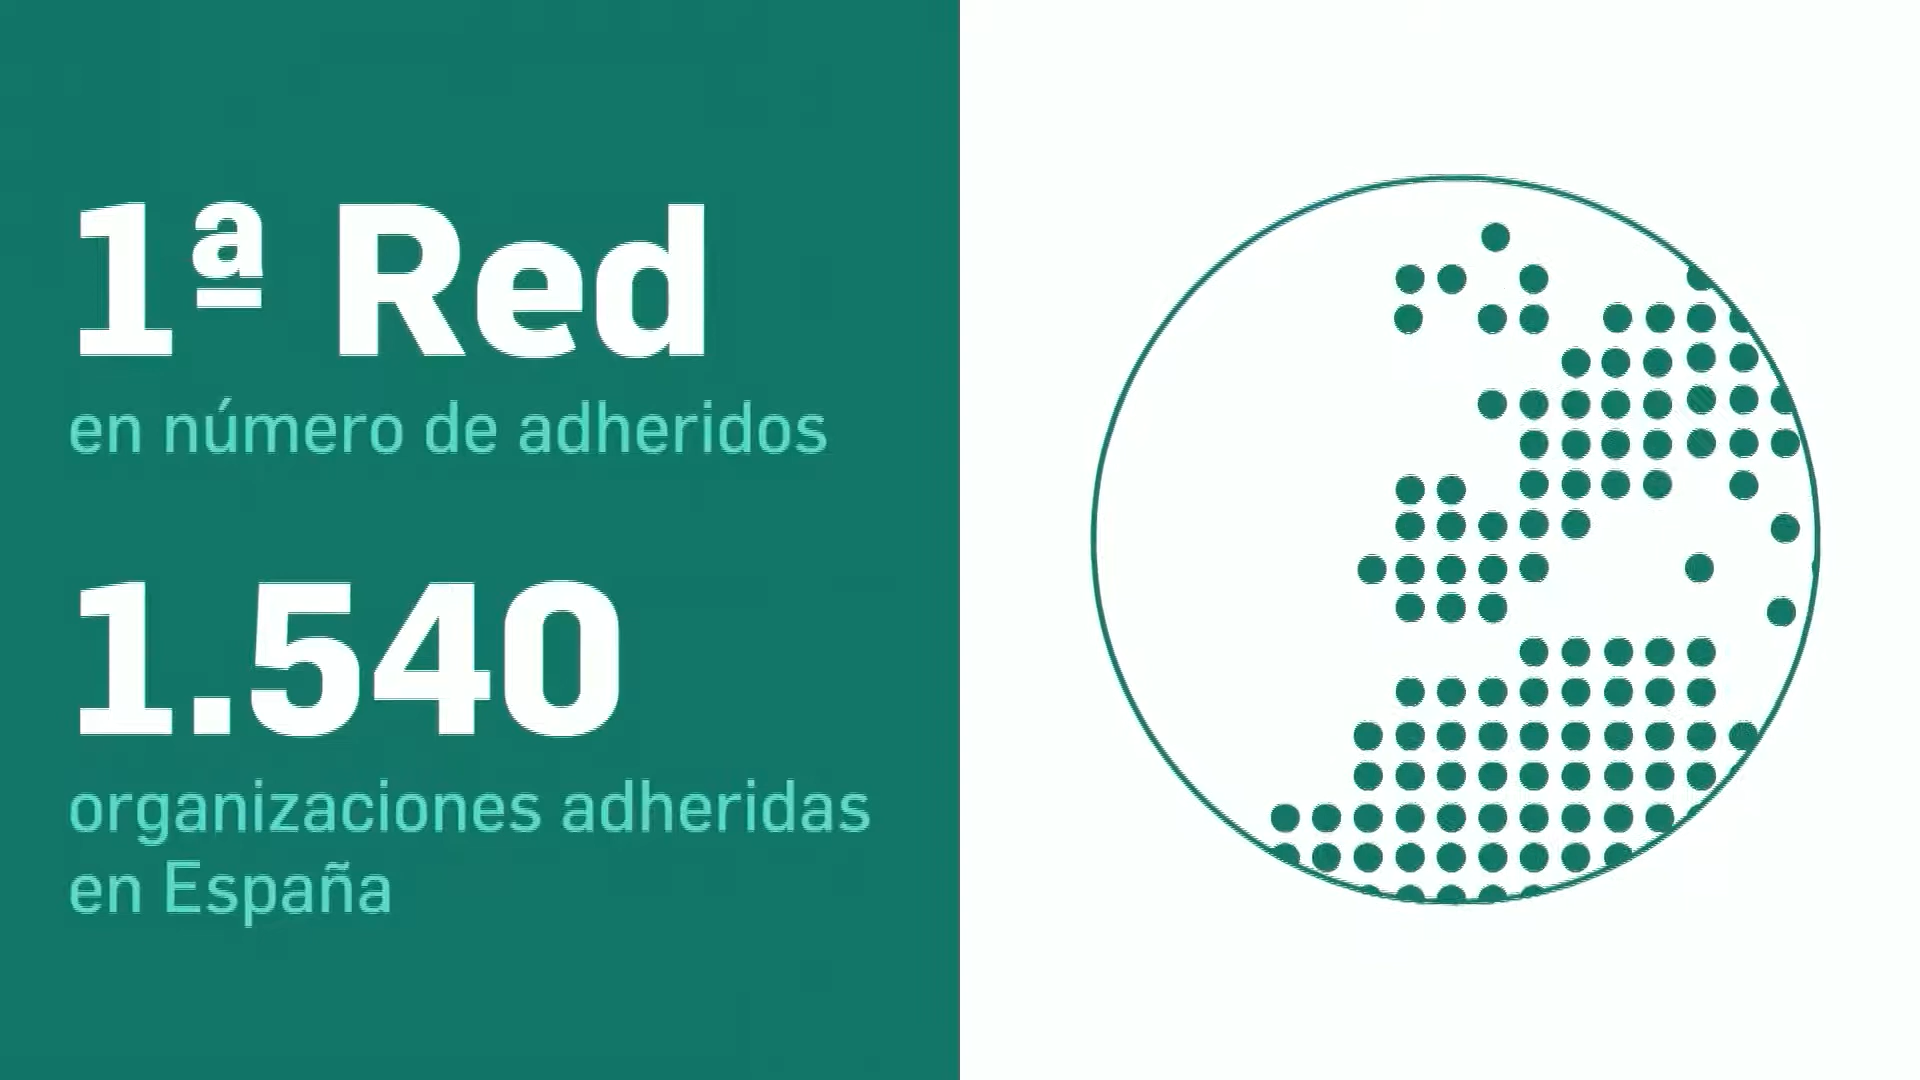 1ª Red
en número de adheridos
1.540
organizaciones adheridas
en España